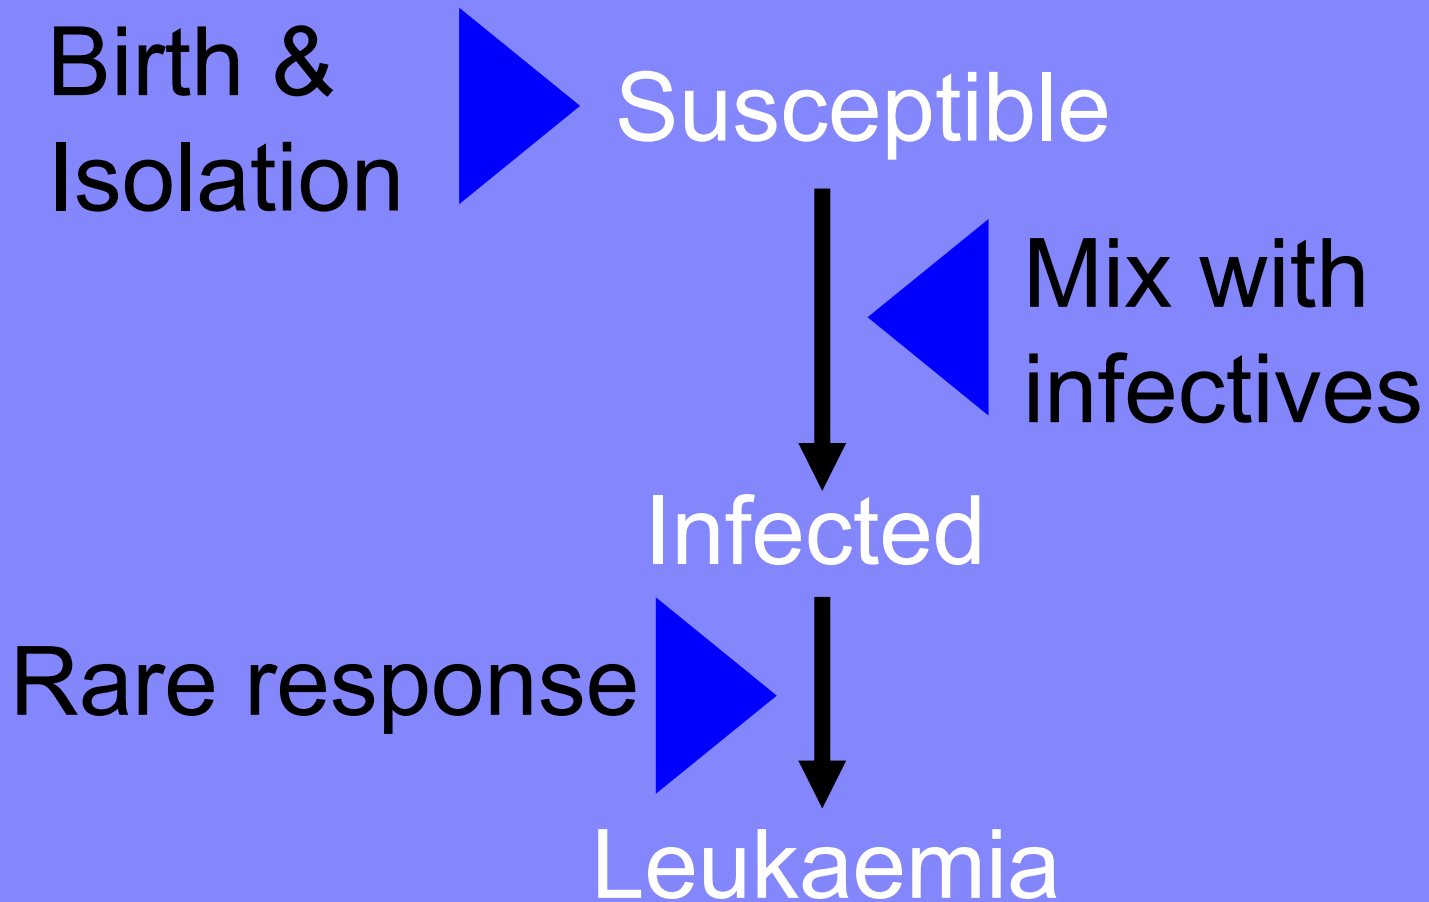 Birth &
Isolation
Susceptible
Mix with
infectives
Infected
Rare response
Leukaemia